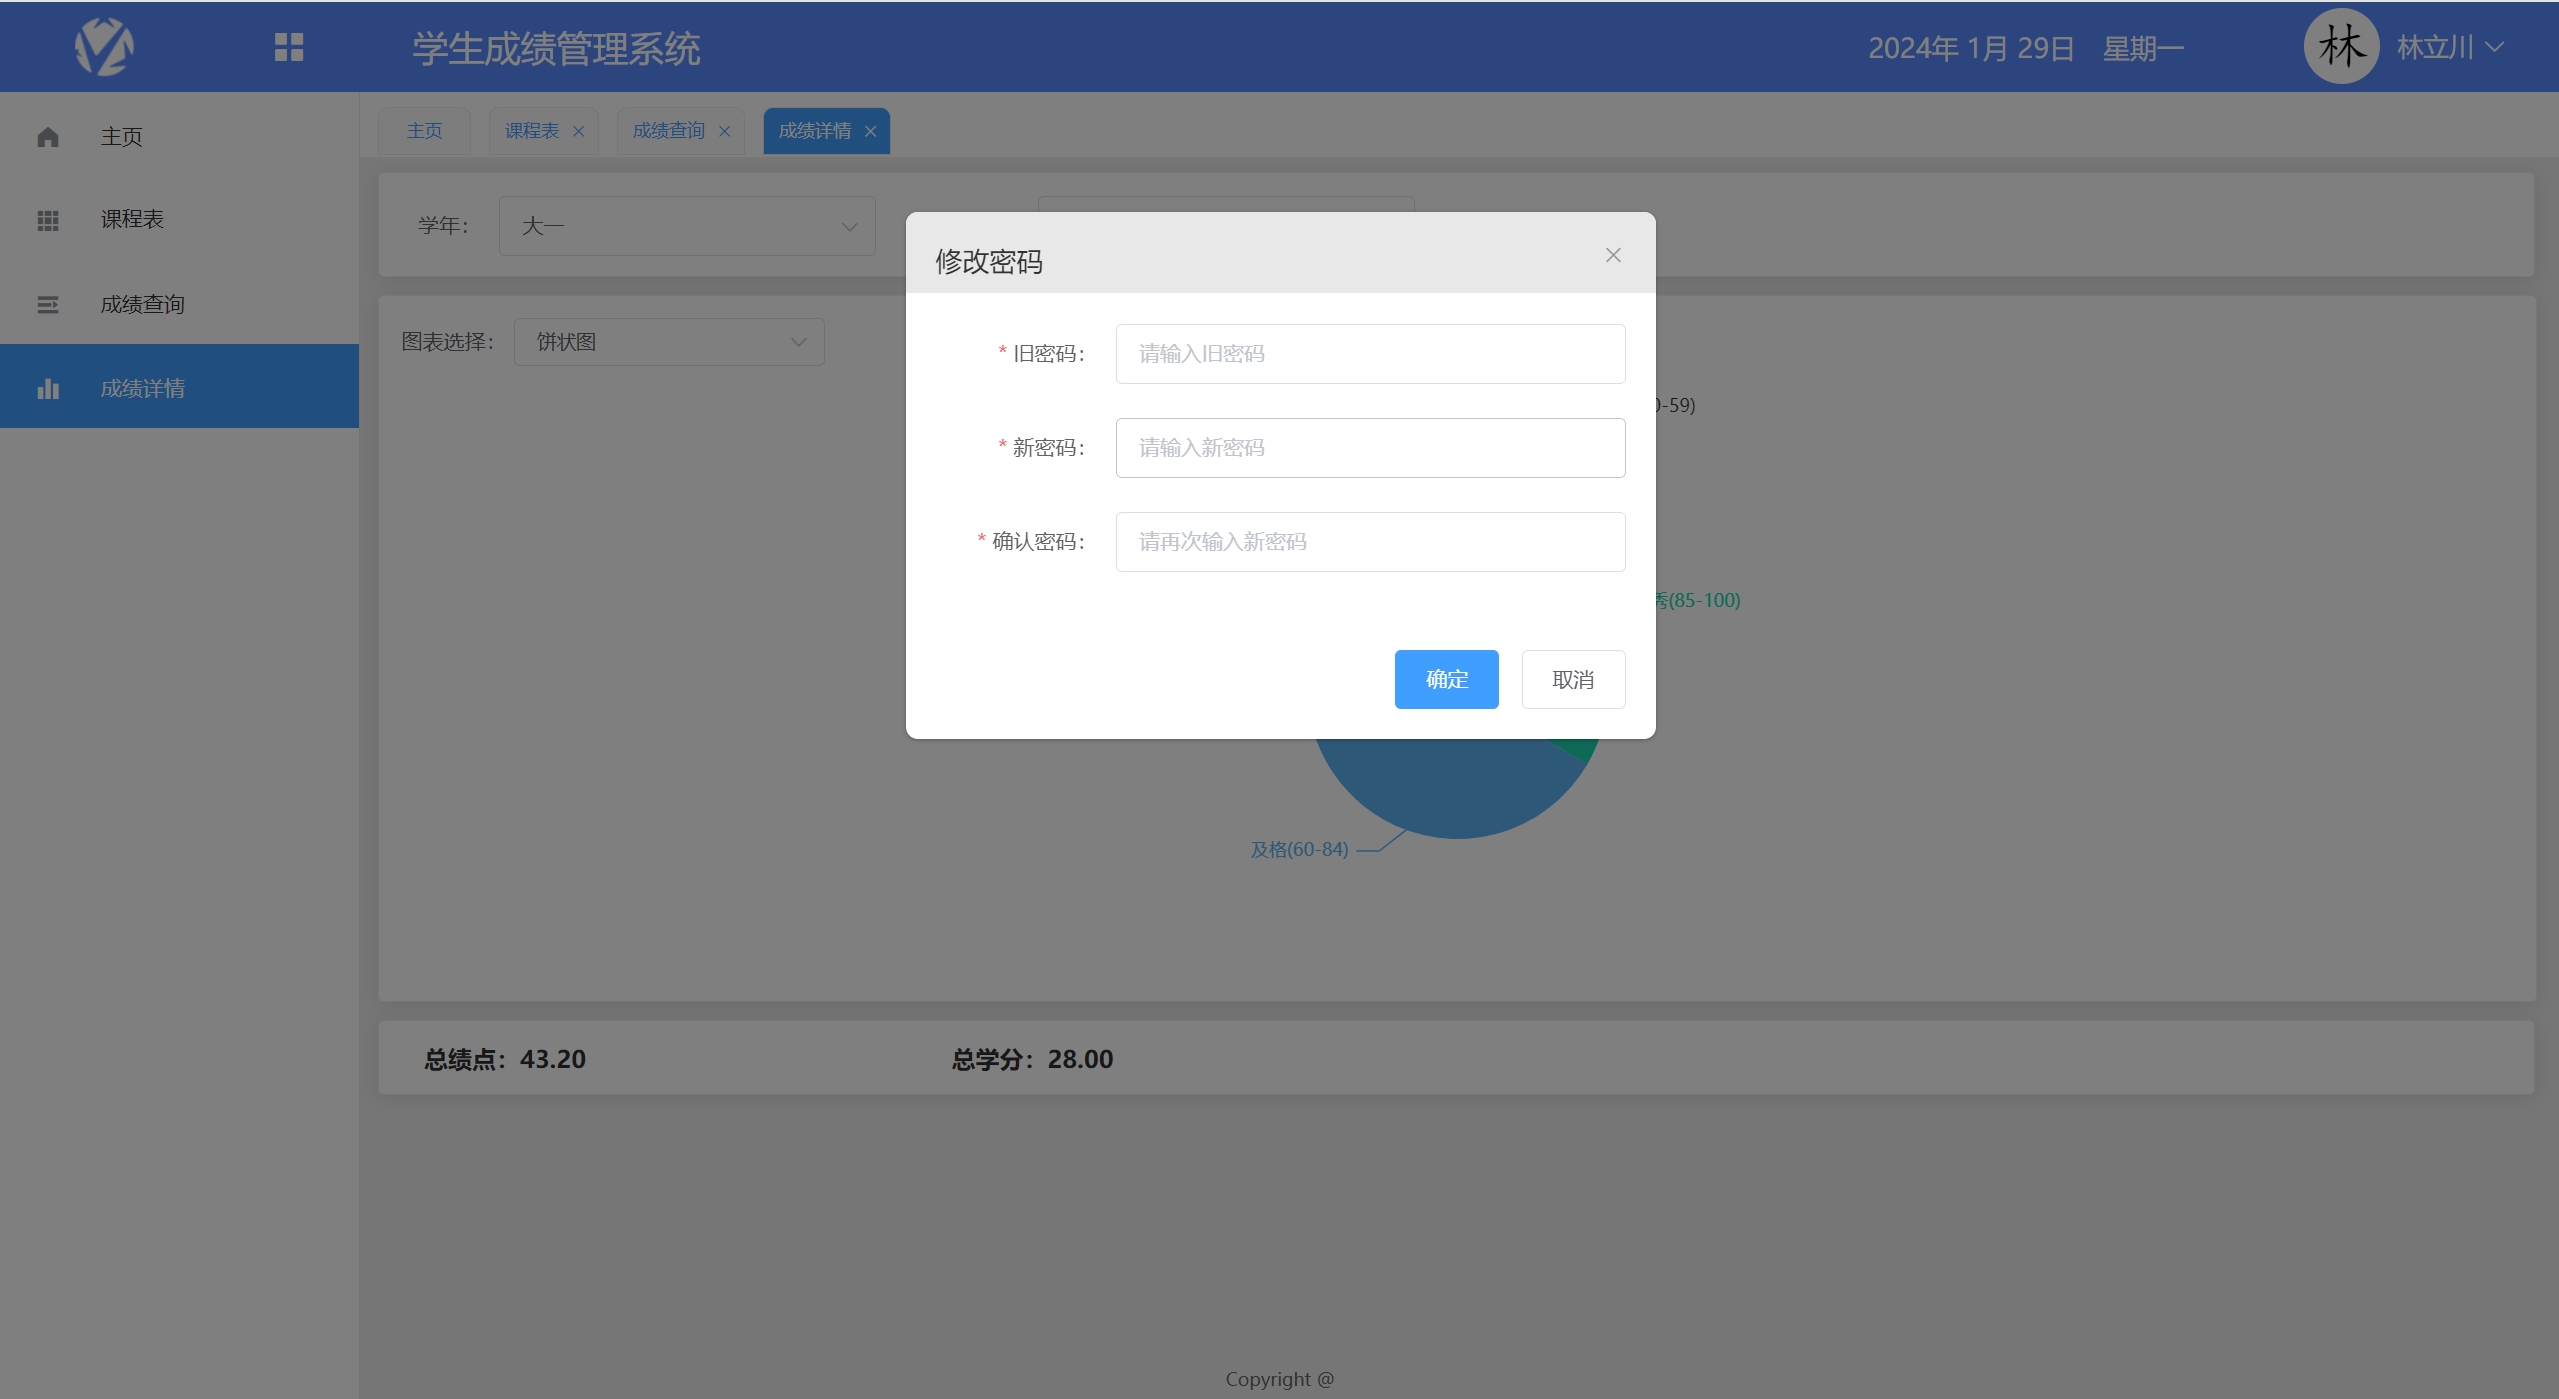 学生成绩管理系统
2024年 1月 29日 星期一
林
林立川
主页
课程表
成绩查询
成绩详情
主页
课程表
成绩查询
成绩详情
学年：
大一
图表选择：
饼状图
修改密码
* 旧密码：
请输入旧密码
* 新密码：
请输入新密码
* 确认密码：
请再次输入新密码
确定
取消
-59)
秀(85-100)
及格(60-84)
总绩点：43.20
总学分：28.00
Copyright @